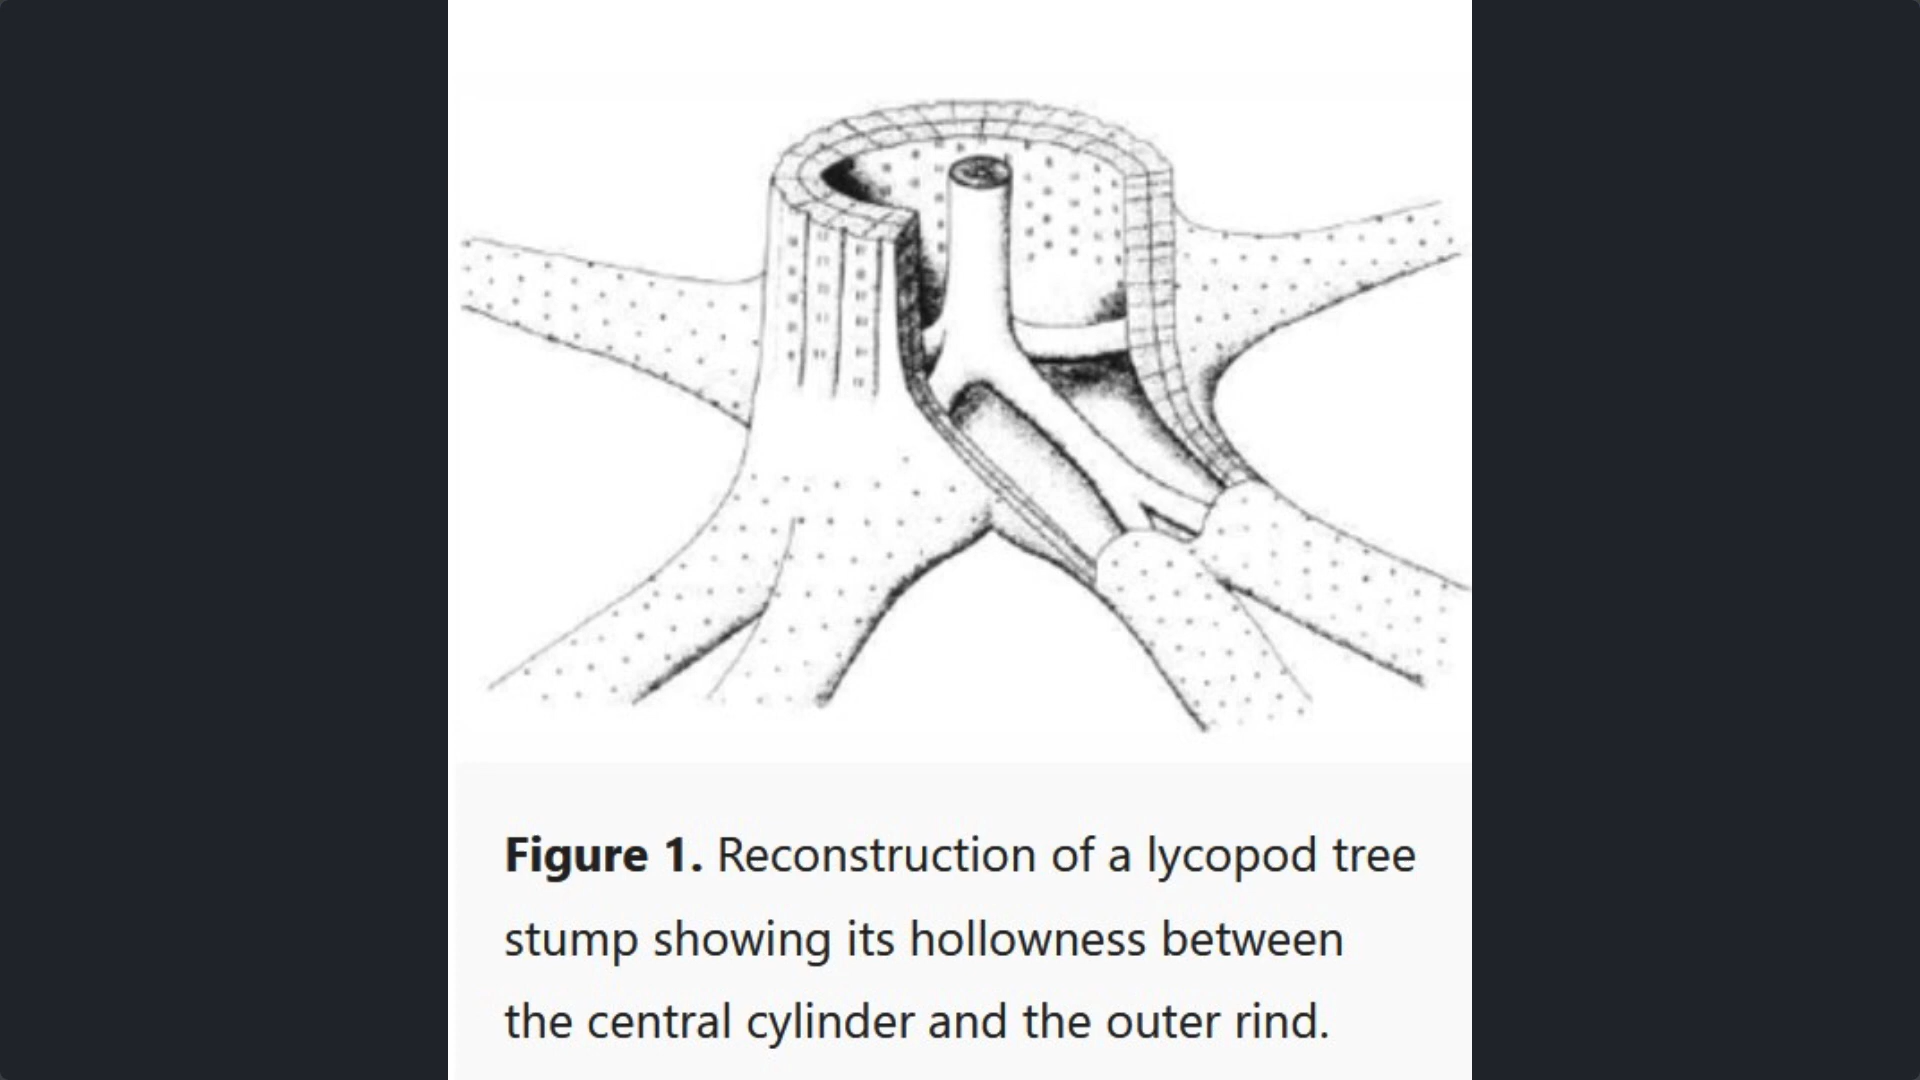 Figure 1. Reconstruction of a lycopod tree
stump showing its hollowness between
the central cylinder and the outer rind.